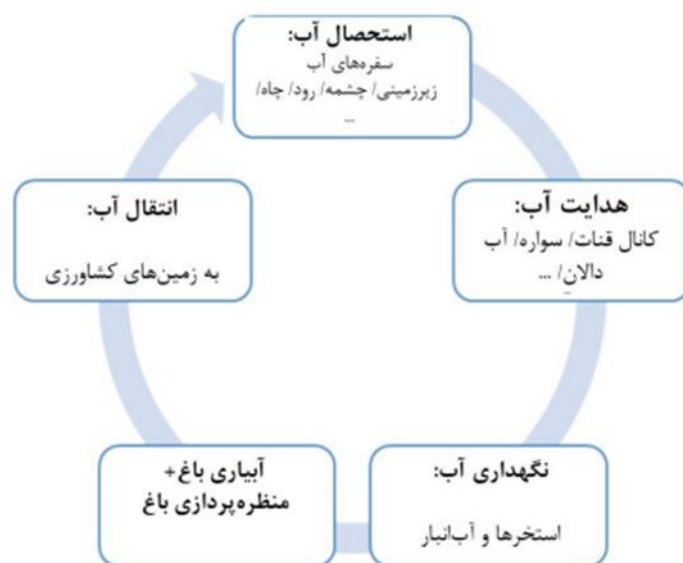 استحصال آب:
سفره‌های آب
زیرزمینی/ چشمه/ رود/ چاه/
...
هدایت آب:
کانال قنات/ سواره/ آب
دالان/ ...
نگهداری آب:
استخرها و آب‌انبار
آبیاری باغ+
منظره‌پردازی باغ
انتقال آب:
به زمین‌های کشاورزی